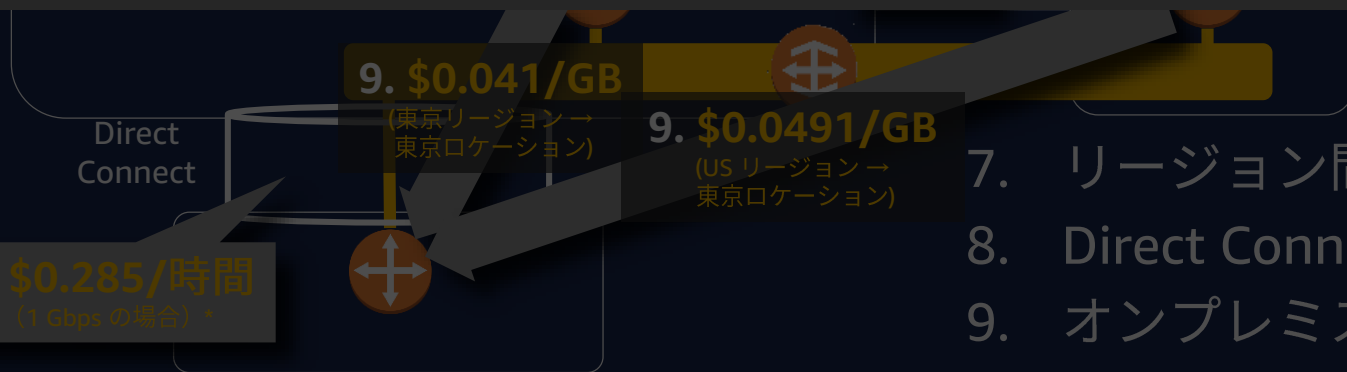 9. $0.041/GB
(東京リージョン →
東京ロケーション)
Direct
Connect
9. $0.0491/GB
(US リージョン →
東京ロケーション)
$0.285/時間
(1 Gbps の場合) *
7. リージョン間
8. Direct Conn
9. オンプレミス